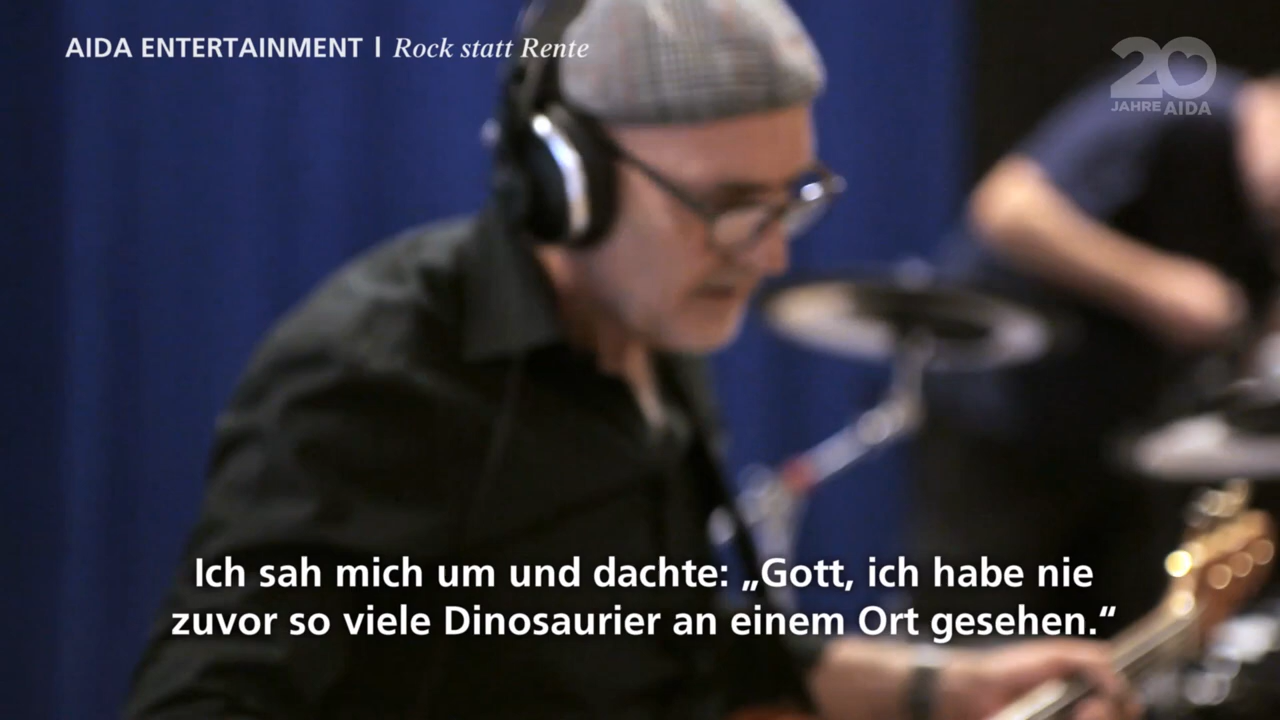 AIDA ENTERTAINMENT | Rock statt Rente
20
JAHRE AIDA
Ich sah mich um und dachte: „Gott, ich habe nie
zuvor so viele Dinosaurier an einem Ort gesehen.“